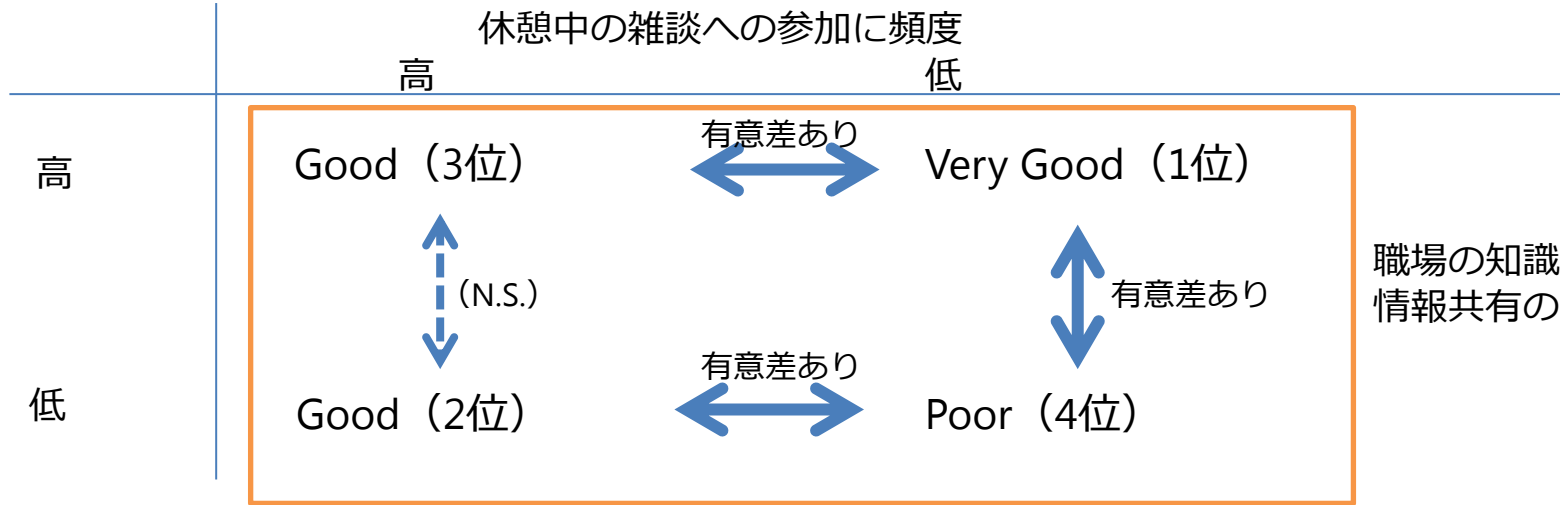 休憩中の雑談への参加に頻度
高 低
有意差あり
高 Good（3位） Very Good（1位）
職場の知識
（N.S.） 有意差あり
情報共有の
有意差あり
低 Good（2位） Poor（4位）